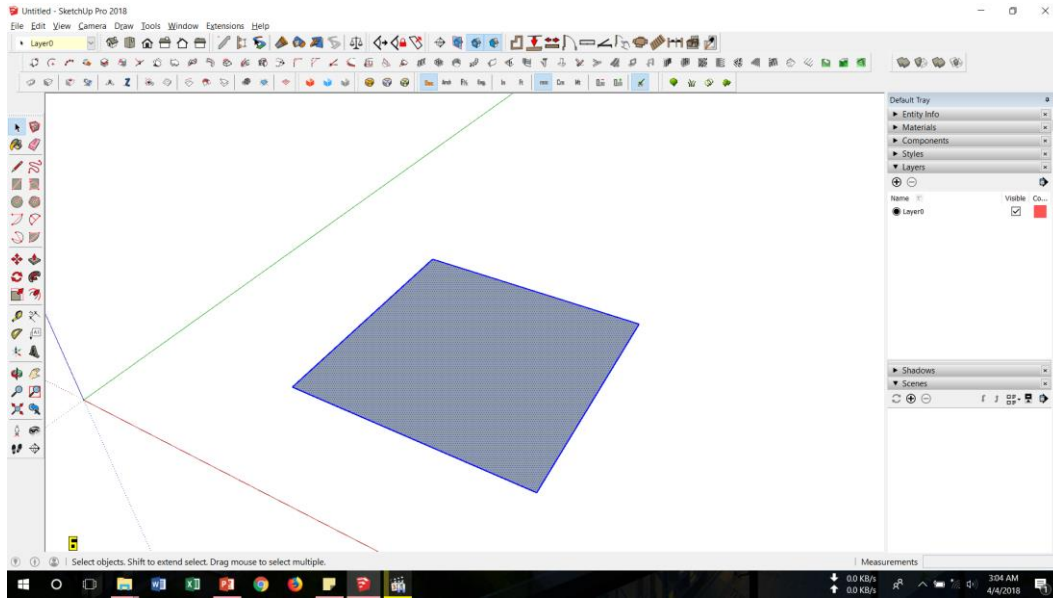 Untitled - SketchUp Pro 2018
File Edit View Camera Draw Tools Window Extensions Help
Layer0
Default Tray
Entity Info
Materials
Components
Styles
Layers
Name Visible Co...
Layer0
Shadows
Scenes
Select objects. Shift to extend select. Drag mouse to select multiple.
Measurements
0.0 KB/s
0.0 KB/s
3:04 AM
4/4/2018